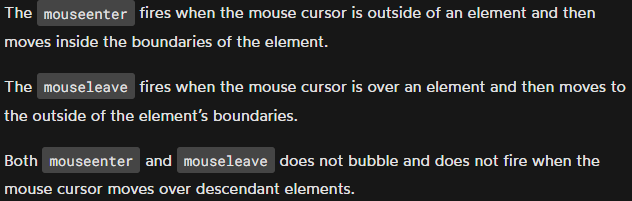 The mouseenter fires when the mouse cursor is outside of an element and then
moves inside the boundaries of the element.
The mouseleave fires when the mouse cursor is over an element and then moves to
the outside of the element’s boundaries.
Both mouseenter and mouseleave does not bubble and does not fire when the
mouse cursor moves over descendant elements.